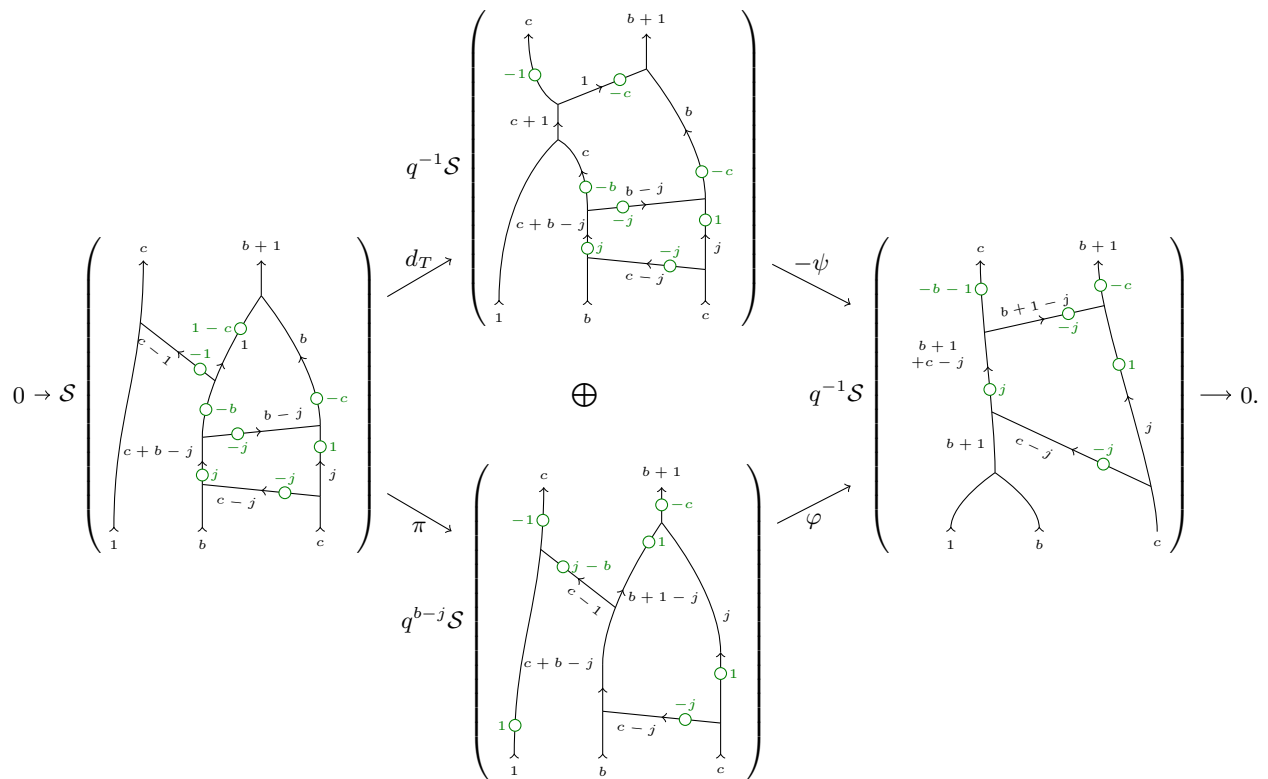 0 → 𝒮
c b + 1
1 − c
1
−1
c − 1
b
−b
−c
b − j
−j
c + b − j
1
j
−j
j
c − j
1 b c
d_T
π
q^{−1}𝒮
c b + 1
−1
1
−c
c + 1
b
c
−b
−c
b − j
−j
c + b − j
1
j
−j
j
c − j
1 b c
⊕
q^{b−j}𝒮
c b + 1
−1
−c
1
j − b
c − 1
b + 1 − j
j
c + b − j
1
1
−j
c − j
1 b c
−ψ
φ
q^{−1}𝒮
c b + 1
−b − 1
−c
b + 1 − j
−j
b + 1
+c − j
1
j
b + 1
j
−j
c − j
1 b c
→ 0.